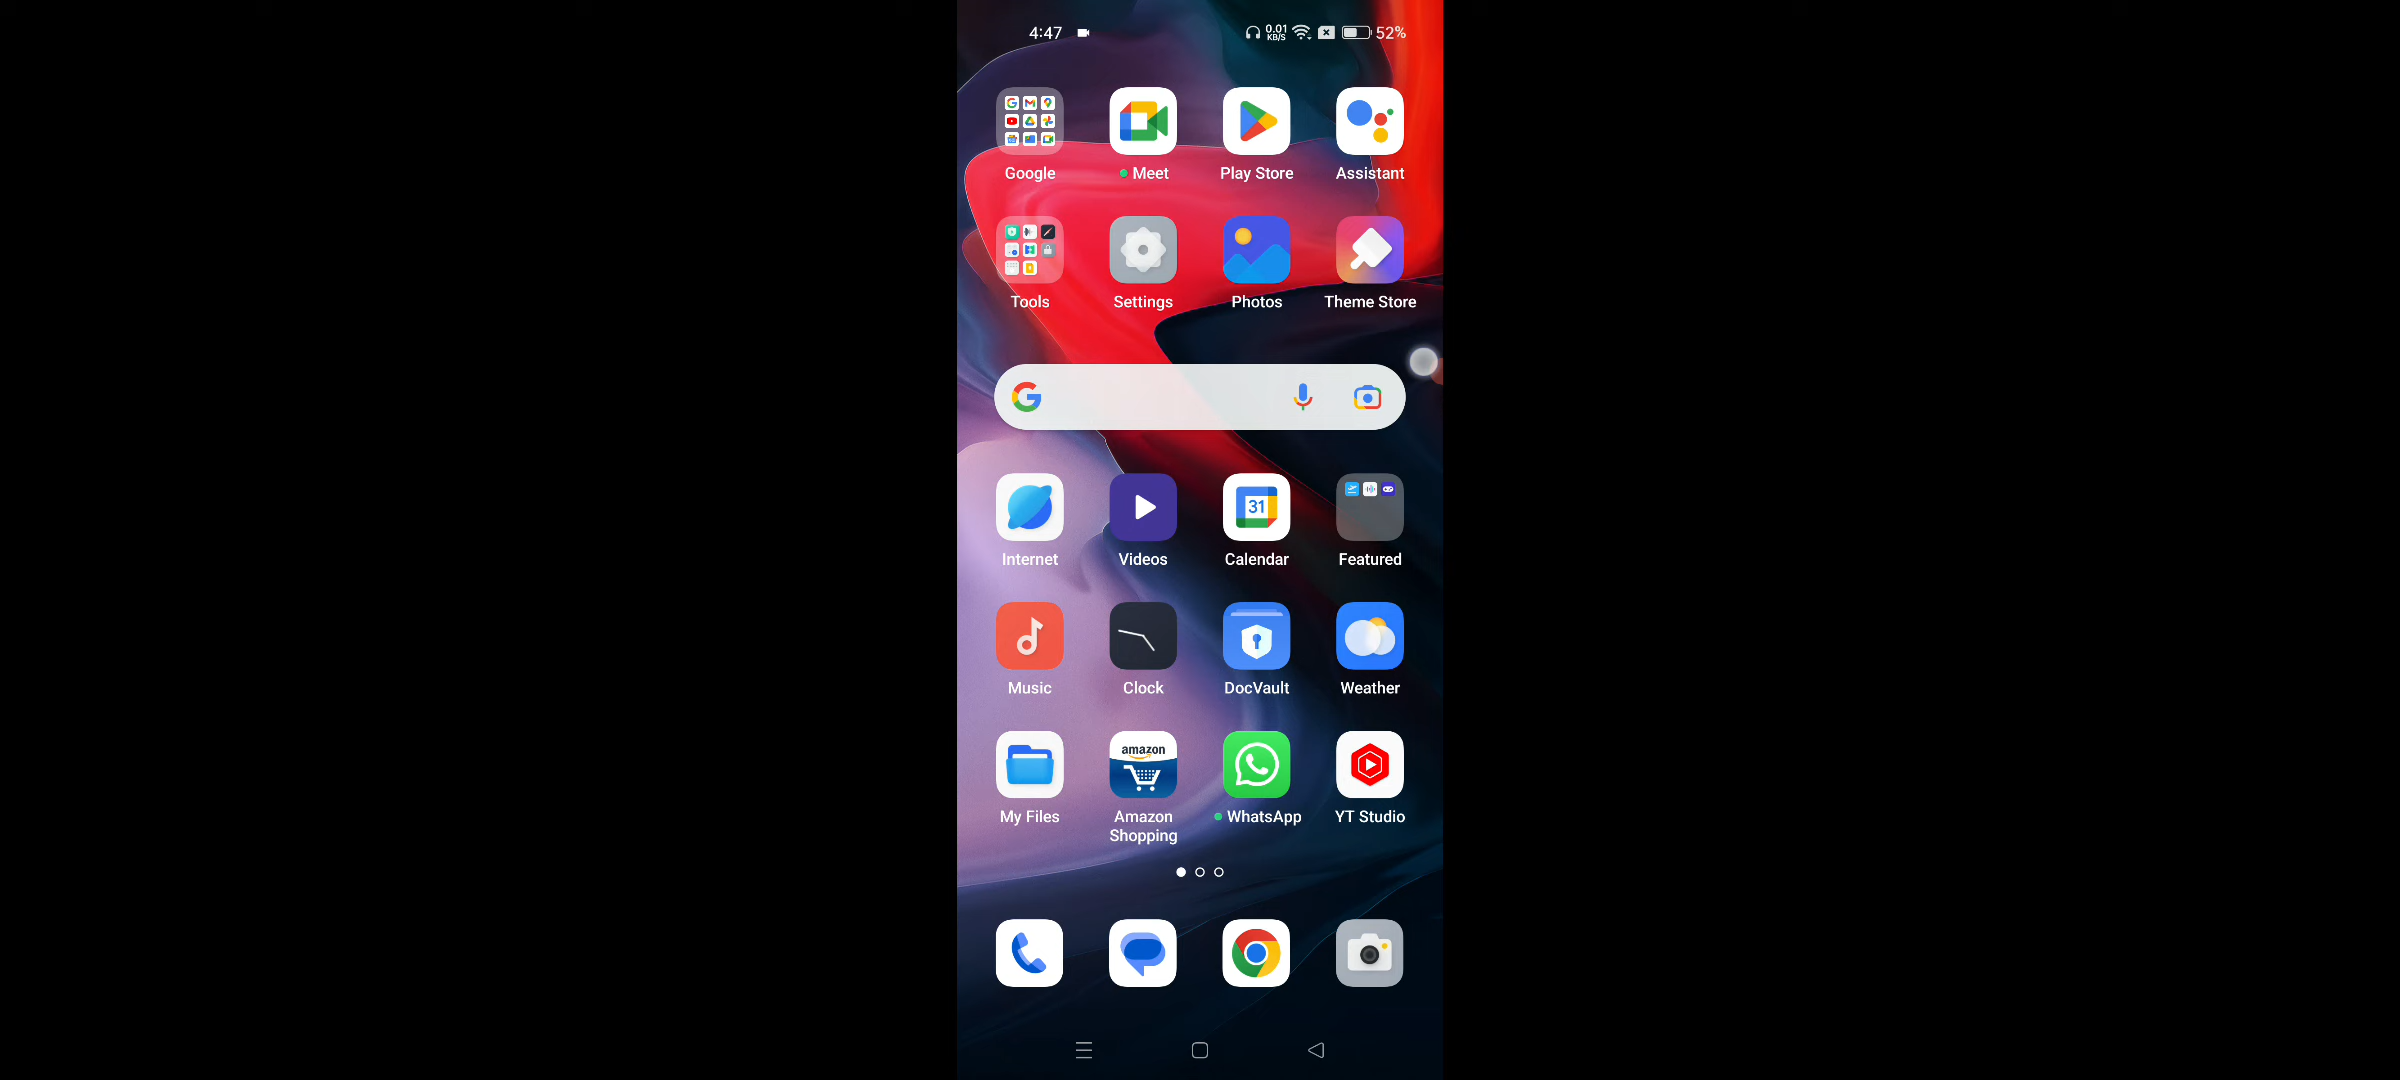 4:47 0.01 KB/S 52%
Google Meet Play Store Assistant
Tools Settings Photos Theme Store
31
Internet Videos Calendar Featured
Music Clock DocVault Weather
amazon
My Files Amazon Shopping WhatsApp YT Studio